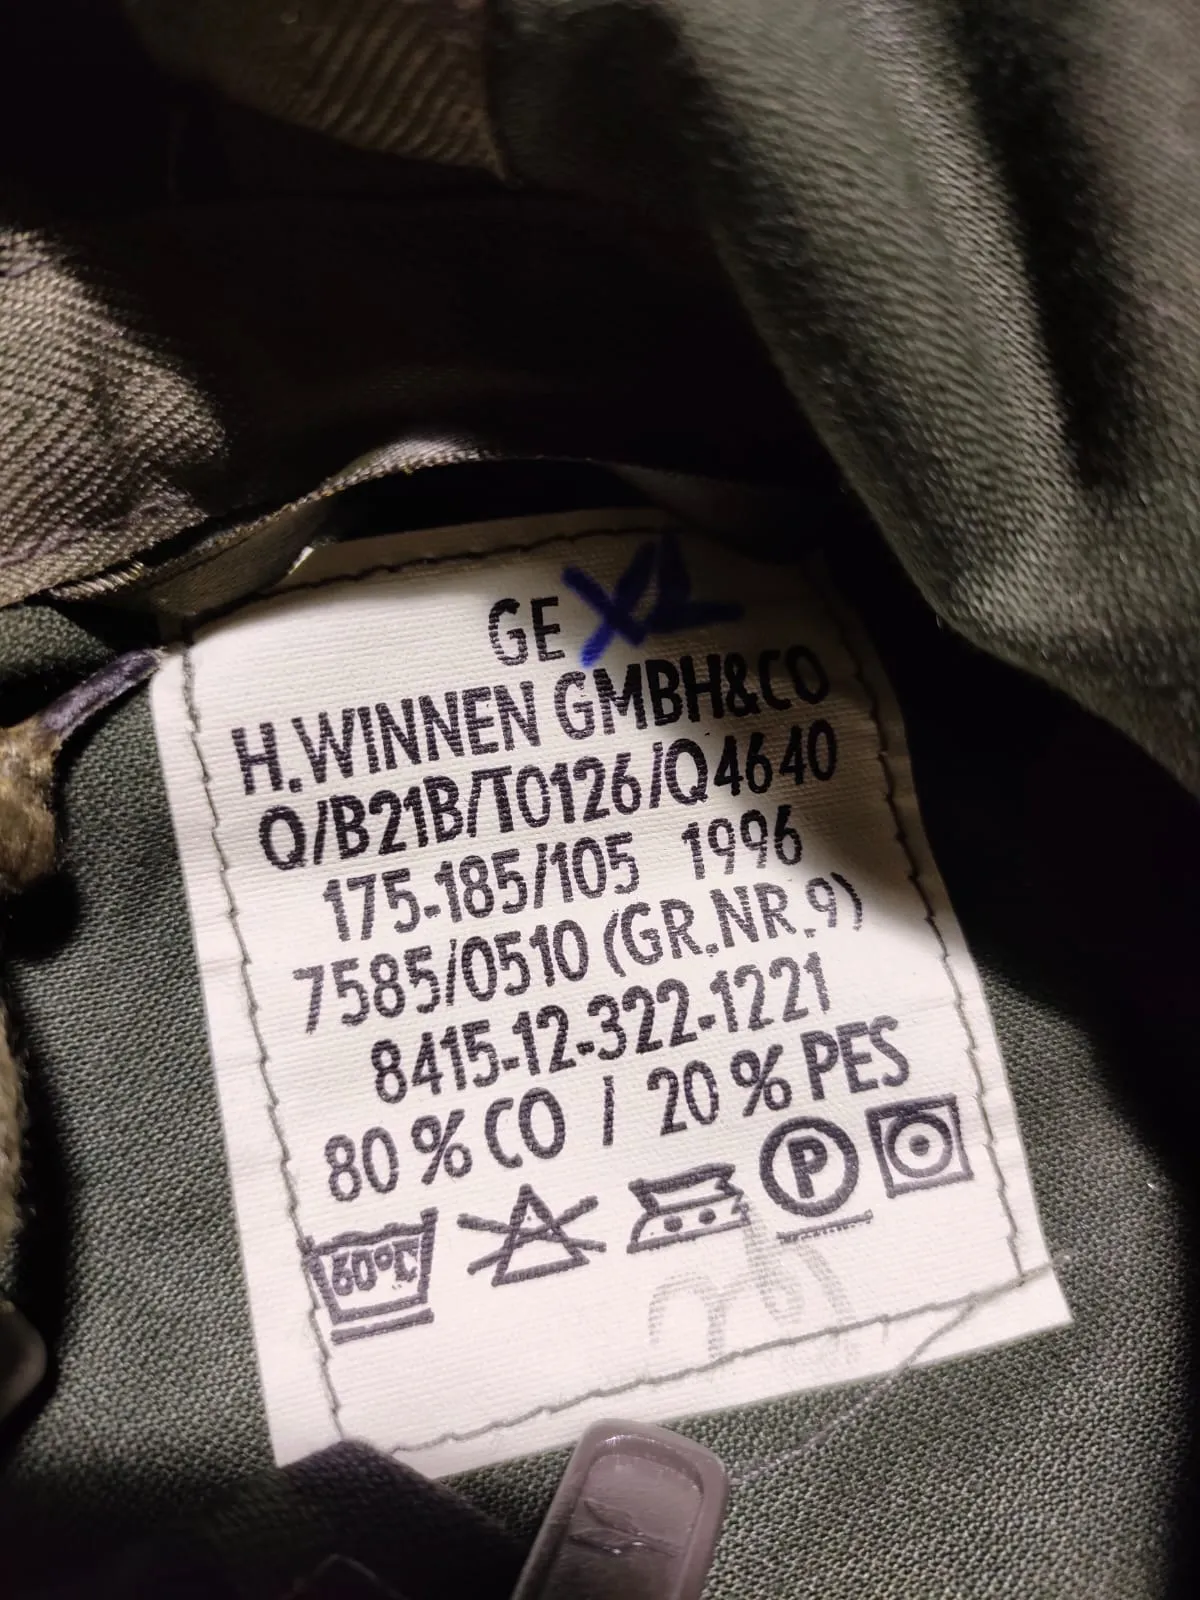 GE XL
H.WINNEN GMBH&CO
Q/B21B/T0126/Q4640
175-185/105 1996
7585/0510 (GR.NR.9)
8415-12-322-1221
80% CO / 20% PES
60°C P